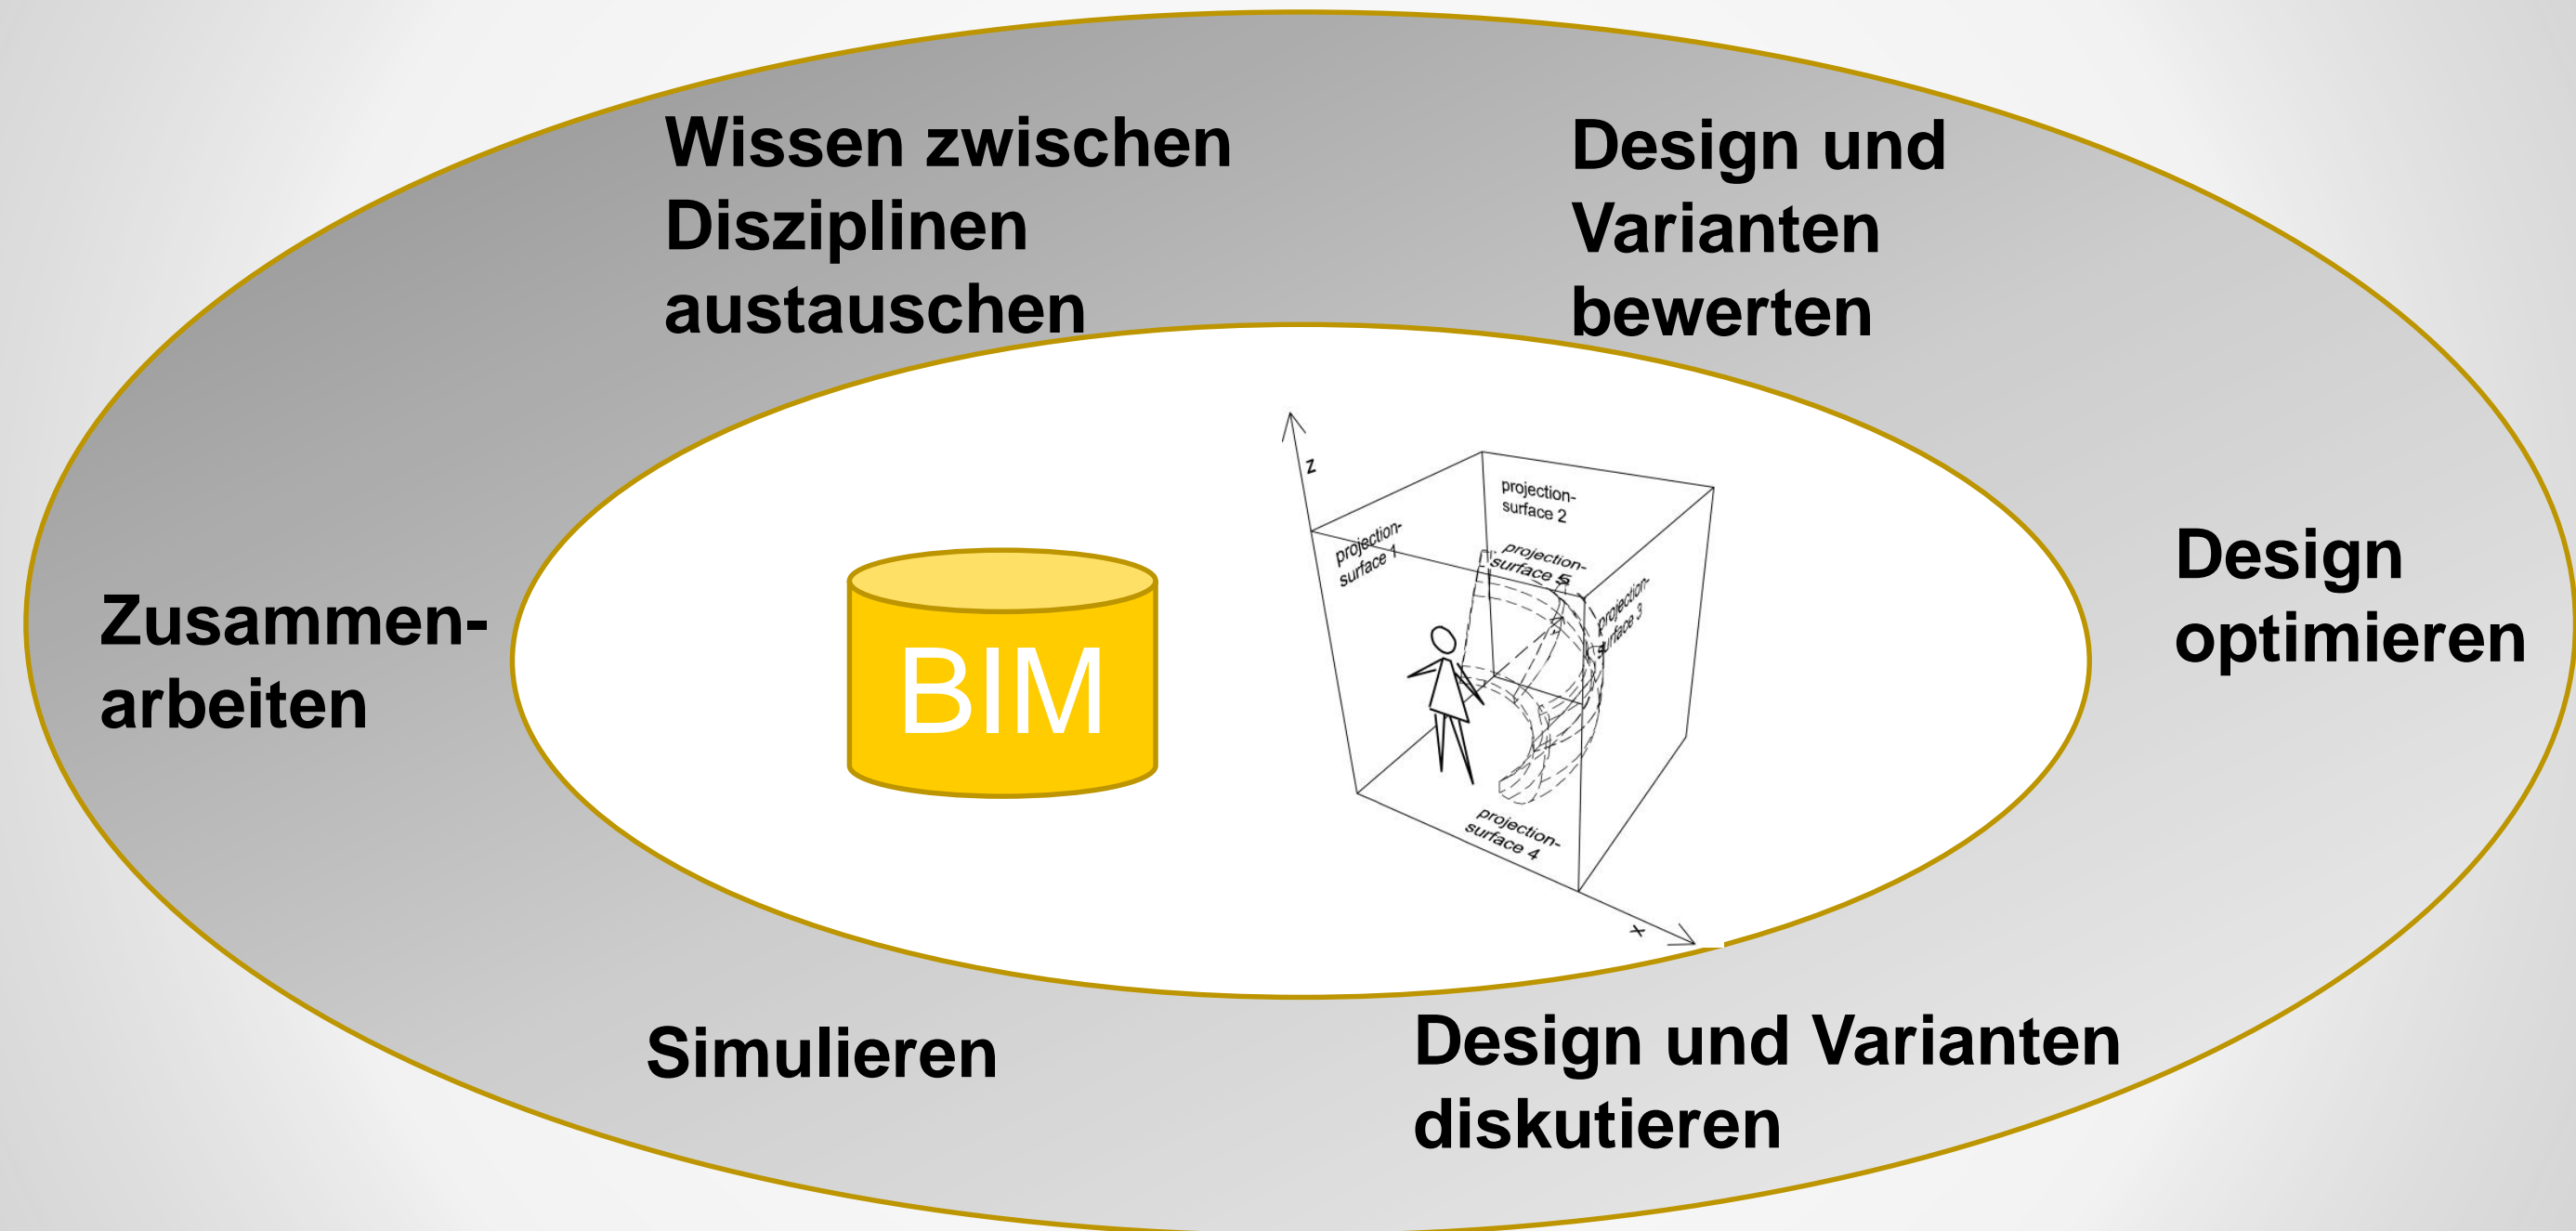 Wissen zwischen
Disziplinen
austauschen
Design und
Varianten
bewerten
Zusammen-
arbeiten
BIM
z
projection-
surface 1
projection-
surface 2
projection-
surface 5
projection-
surface 3
projection-
surface 4
x
Design
optimieren
Simulieren
Design und Varianten
diskutieren